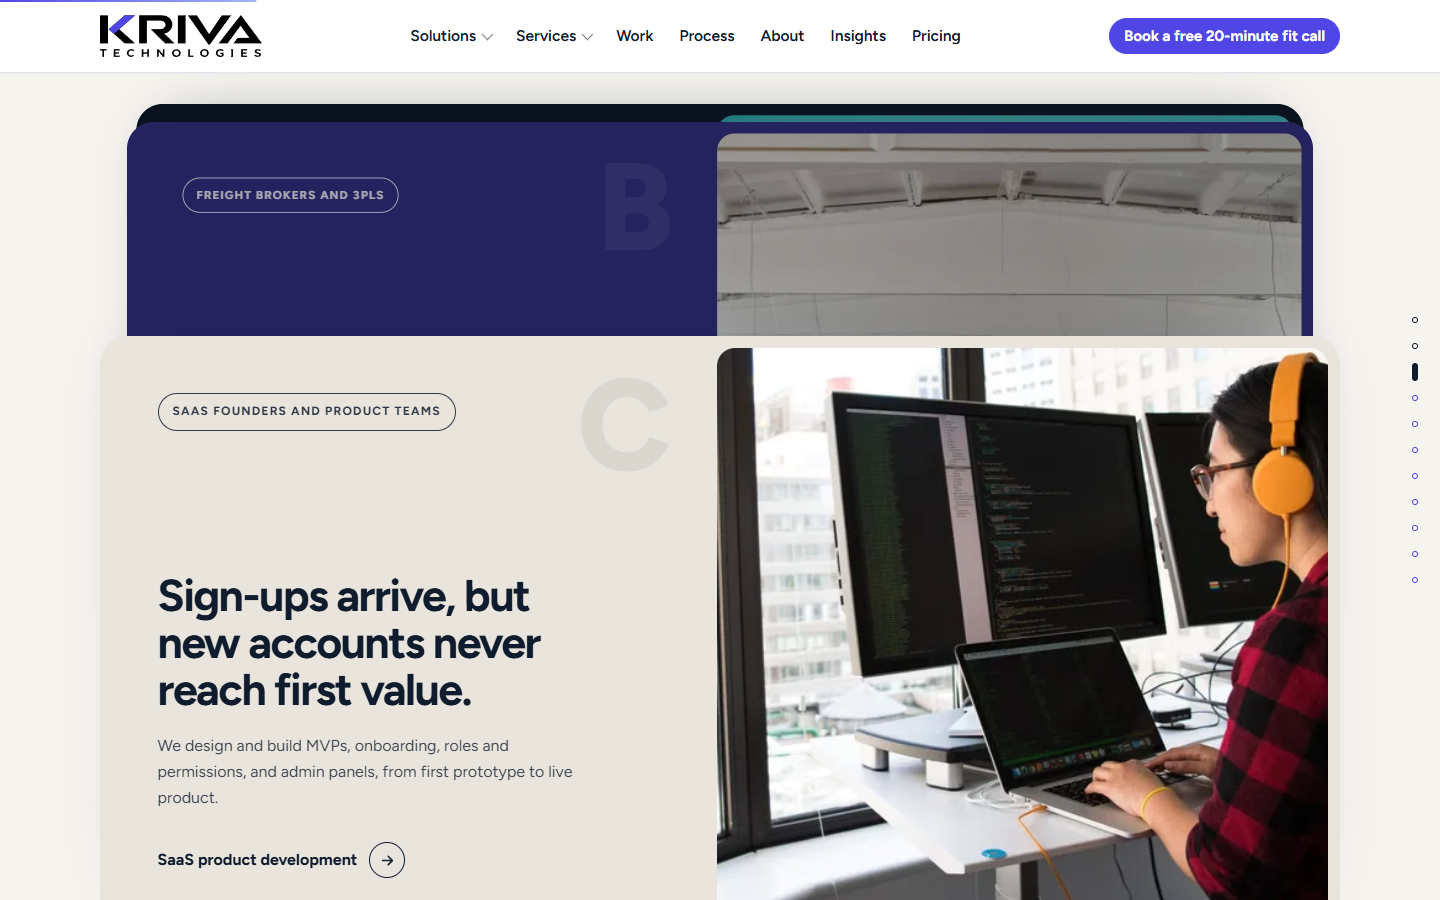 KRIVA
TECHNOLOGIES
Solutions
Services
Work
Process
About
Insights
Pricing
Book a free 20-minute fit call
FREIGHT BROKERS AND 3PLS
B
SAAS FOUNDERS AND PRODUCT TEAMS
C
Sign-ups arrive, but
new accounts never
reach first value.
We design and build MVPs, onboarding, roles and
permissions, and admin panels, from first prototype to live
product.
SaaS product development